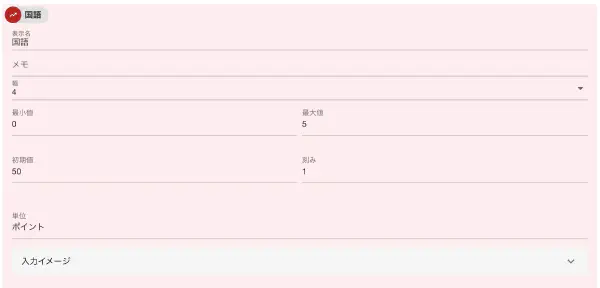 国語
表示名
国語
メモ
幅
4
最小値 最大値
0 5
初期値 刻み
50 1
単位
ポイント
入力イメージ